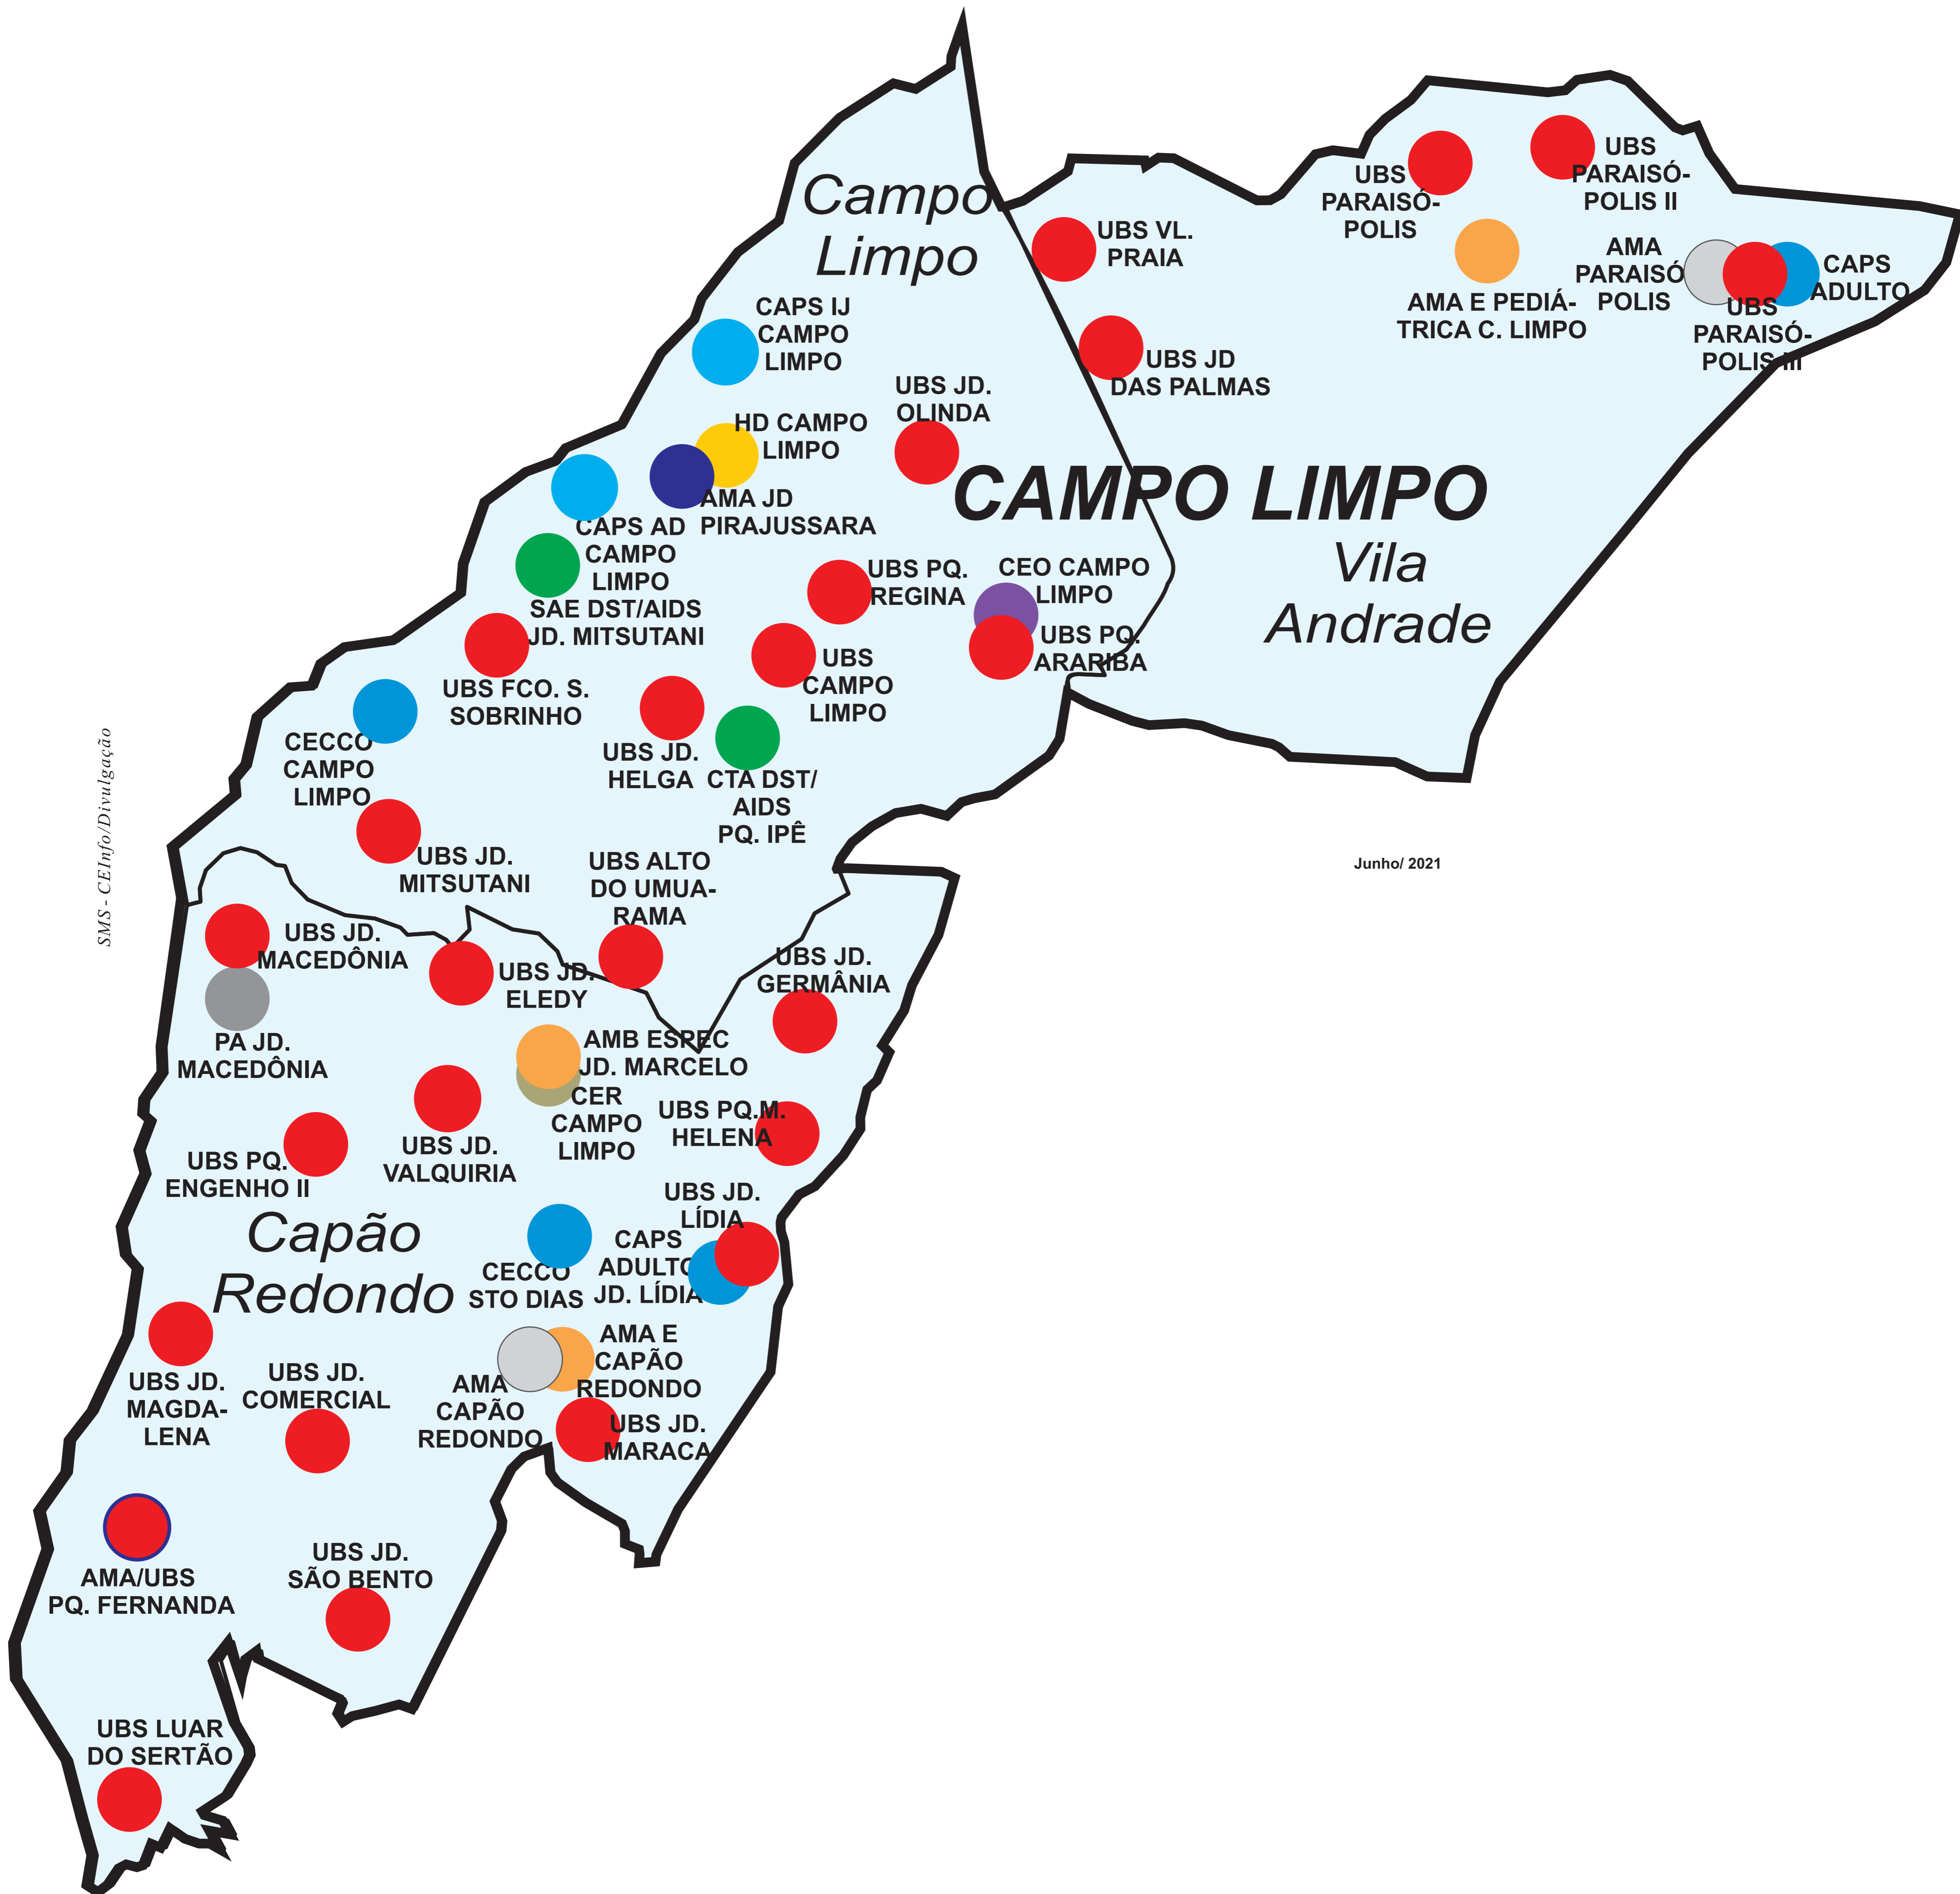 Campo
Limpo
UBS
PARAISÓ-
POLIS
UBS
PARAISÓ-
POLIS II
UBS VL.
PRAIA
AMA E PEDIÁ-
TRICA C. LIMPO
AMA
PARAISÓ
POLIS
UBS
PARAISÓ-
POLIS III
CAPS
ADULTO
CAPS IJ
CAMPO
LIMPO
UBS JD
DAS PALMAS
UBS JD.
OLINDA
HD CAMPO
LIMPO
AMA JD
PIRAJUSSARA
CAMPO LIMPO
Vila
Andrade
CAPS AD
CAMPO
LIMPO
SAE DST/AIDS
JD. MITSUTANI
UBS PQ.
REGINA
CEO CAMPO
LIMPO
UBS PQ.
ARARIBA
UBS
CAMPO
LIMPO
UBS FCO. S.
SOBRINHO
CECCO
CAMPO
LIMPO
UBS JD.
HELGA
CTA DST/
AIDS
PQ. IPÊ
SMS - CEInfo/Divulgação
UBS JD.
MITSUTANI
UBS ALTO
DO UMUA-
RAMA
Junho/ 2021
UBS JD.
MACEDÔNIA
UBS JD.
ELEDY
UBS JD.
GERMÂNIA
PA JD.
MACEDÔNIA
AMB ESPEC
JD. MARCELO
CER
CAMPO
LIMPO
UBS PQ.M.
HELENA
UBS JD.
VALQUIRIA
UBS PQ.
ENGENHO II
Capão
Redondo
UBS JD.
LÍDIA
CAPS
ADULTO
JD. LÍDIA
CECCO
STO DIAS
AMA E
CAPÃO
REDONDO
AMA
CAPÃO
REDONDO
UBS JD.
MARACA
UBS JD.
MAGDA-
LENA
UBS JD.
COMERCIAL
AMA/UBS
PQ. FERNANDA
UBS JD.
SÃO BENTO
UBS LUAR
DO SERTÃO